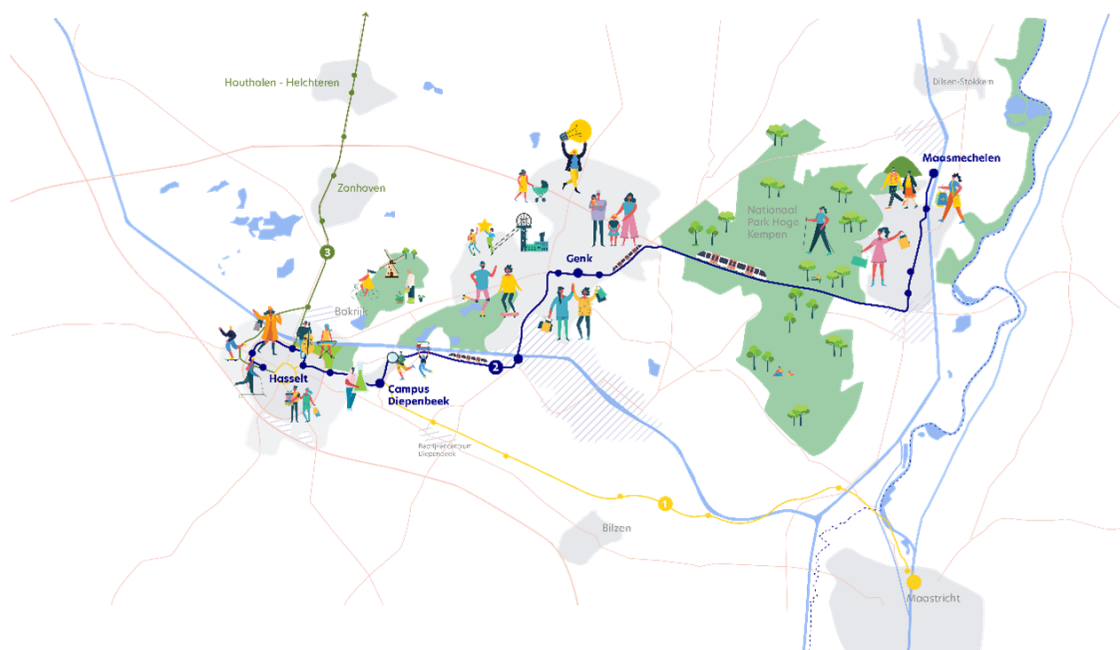 Houthalen - Helchteren
Dilsen-Stokkem
Maasmechelen
Zonhoven
Nationaal
Park Hoge
Kempen
3
Genk
Bokrijk
Hasselt
2
Campus
Diepenbeek
Bedrijvencentrum
Diepenbeek
1
Bilzen
Maastricht